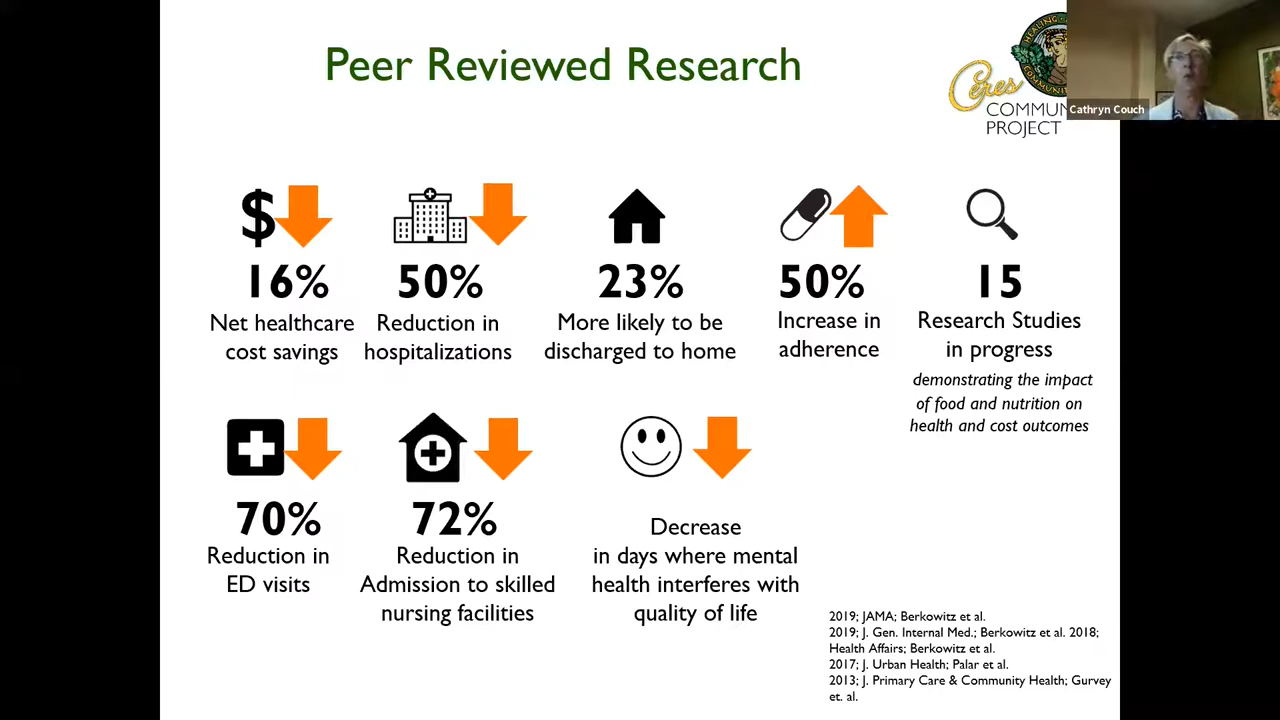 Peer Reviewed Research
HEALING
Ceres
COMMUN
PROJECT
Cathryn Couch
$
16%
Net healthcare
cost savings
50%
Reduction in
hospitalizations
23%
More likely to be
discharged to home
50%
Increase in
adherence
15
Research Studies
in progress
demonstrating the impact
of food and nutrition on
health and cost outcomes
70%
Reduction in
ED visits
72%
Reduction in
Admission to skilled
nursing facilities
Decrease
in days where mental
health interferes with
quality of life
2019; JAMA; Berkowitz et al.
2019; J. Gen. Internal Med.; Berkowitz et al. 2018;
Health Affairs; Berkowitz et al.
2017; J. Urban Health; Palar et al.
2013; J. Primary Care & Community Health; Gurvey
et. al.